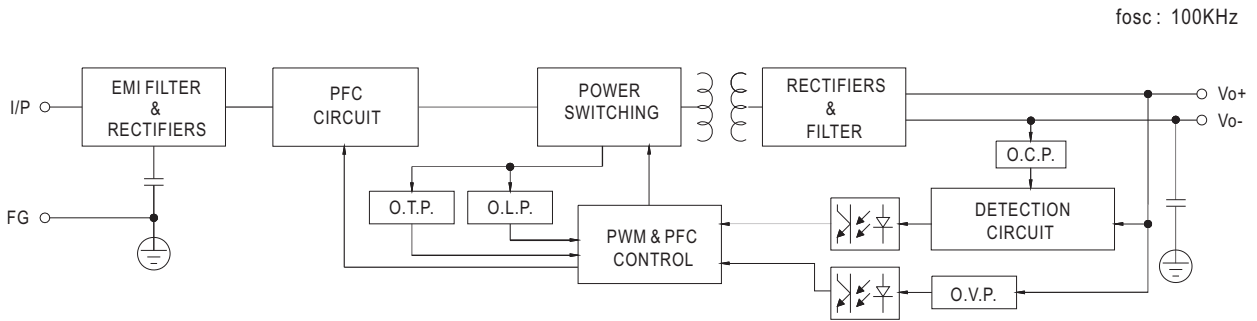 fosc : 100KHz
I/P
EMI FILTER
&
RECTIFIERS
PFC
CIRCUIT
POWER
SWITCHING
RECTIFIERS
&
FILTER
Vo+
Vo-
O.C.P.
FG
O.T.P.
O.L.P.
PWM & PFC
CONTROL
DETECTION
CIRCUIT
O.V.P.